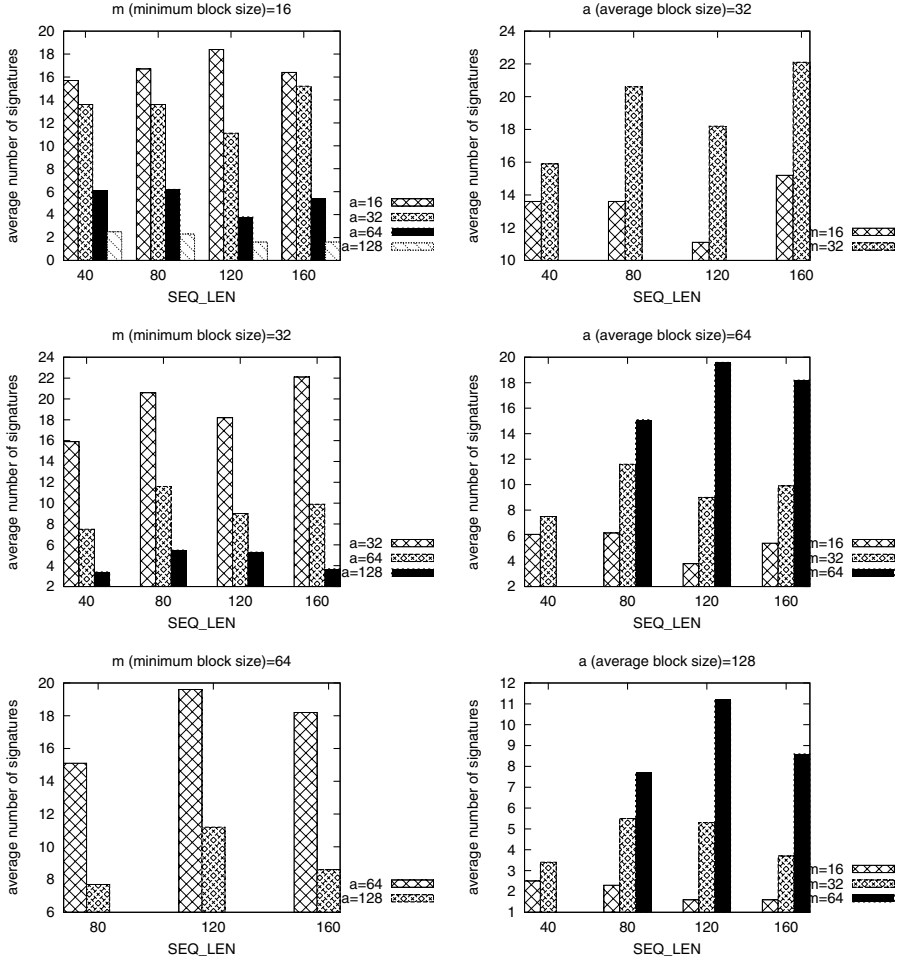 m (minimum block size)=16
average number of signatures
20
18
16
14
12
10
8
6
4
2
0
40 80 120 160
SEQ_LEN
a=16
a=32
a=64
a=128
a (average block size)=32
average number of signatures
24
22
20
18
16
14
12
10
40 80 120 160
SEQ_LEN
m=16
m=32
m (minimum block size)=32
average number of signatures
24
22
20
18
16
14
12
10
8
6
4
2
40 80 120 160
SEQ_LEN
a=32
a=64
a=128
a (average block size)=64
average number of signatures
20
18
16
14
12
10
8
6
4
2
40 80 120 160
SEQ_LEN
m=16
m=32
m=64
m (minimum block size)=64
average number of signatures
20
18
16
14
12
10
8
6
80 120 160
SEQ_LEN
a=64
a=128
a (average block size)=128
average number of signatures
12
11
10
9
8
7
6
5
4
3
2
1
40 80 120 160
SEQ_LEN
m=16
m=32
m=64